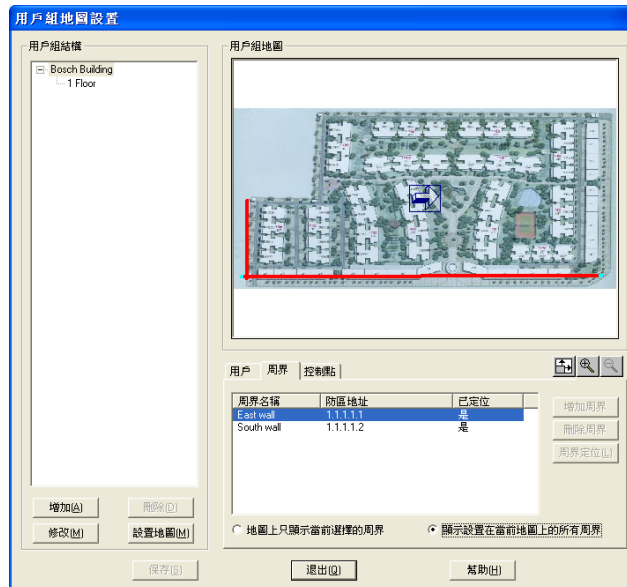 用戶組地圖設置
用戶組結構
Bosch Building
1 Floor
增加(A)
刪除(D)
修改(M)
設置地圖(M)
用戶組地圖
用戶
周界
控制點
周界名稱 防區地址 已定位
East wall 1.1.1.1.1 是
South wall 1.1.1.1.2 是
增加周界
刪除周界
周界定位(L)
地圖上只顯示當前選擇的周界
顯示設置在當前地圖上的所有周界
保存(S)
退出(Q)
幫助(H)